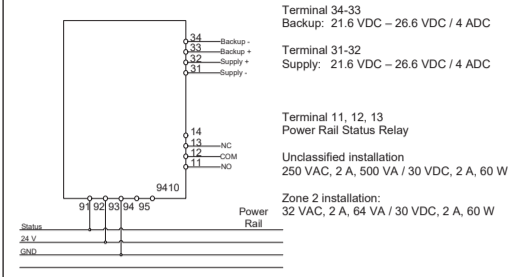 34 Backup -
33 Backup +
32 Supply +
31 Supply -
14
13 NC
12 COM
11 NO
9410
91 92 93 94 95
Power
Rail
Status
24 V
GND
Terminal 34-33
Backup: 21.6 VDC – 26.6 VDC / 4 ADC
Terminal 31-32
Supply: 21.6 VDC – 26.6 VDC / 4 ADC
Terminal 11, 12, 13
Power Rail Status Relay
Unclassified installation
250 VAC, 2 A, 500 VA / 30 VDC, 2 A, 60 W
Zone 2 installation:
32 VAC, 2 A, 64 VA / 30 VDC, 2 A, 60 W